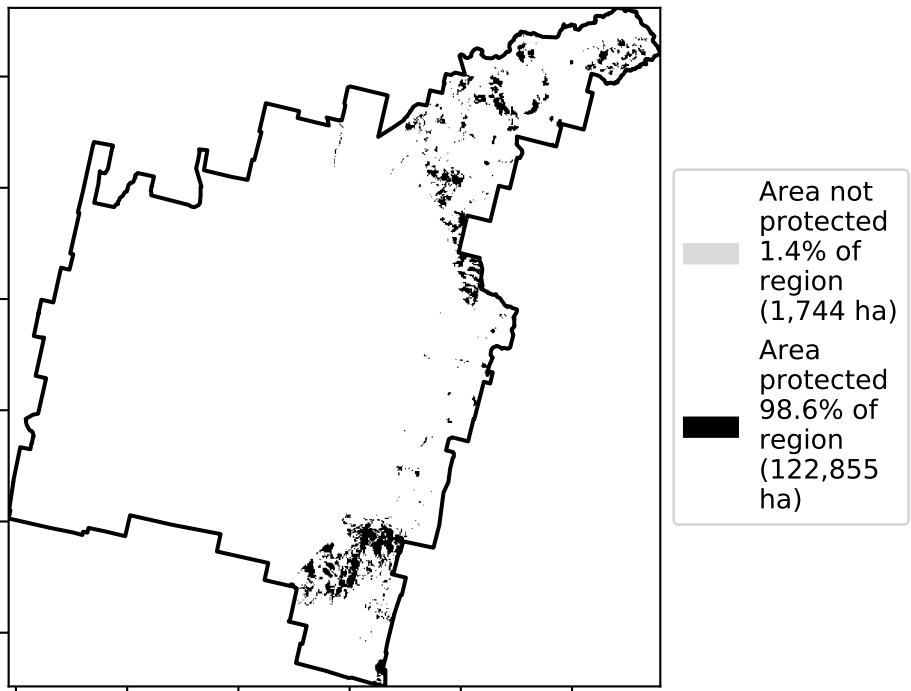 Area not
protected
1.4% of
region
(1,744 ha)
Area
protected
98.6% of
region
(122,855
ha)